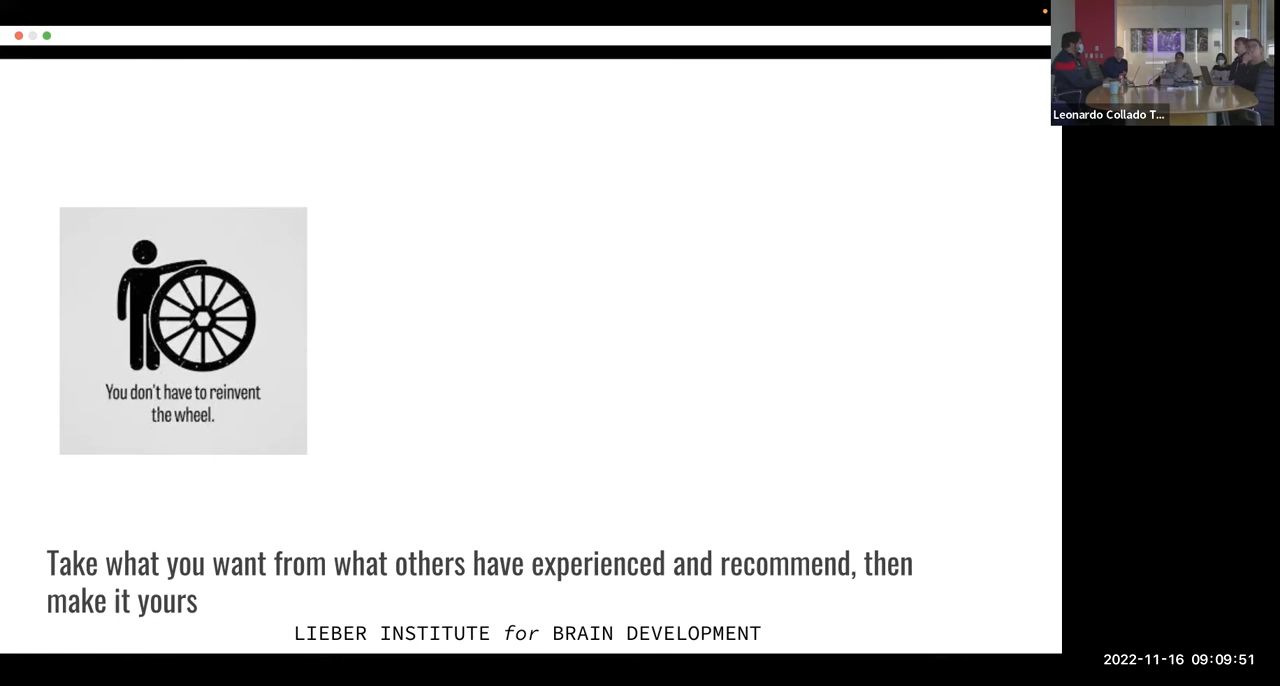 Leonardo Collado T...
You don't have to reinvent
the wheel.
Take what you want from what others have experienced and recommend, then
make it yours
LIEBER INSTITUTE for BRAIN DEVELOPMENT
2022-11-16 09:09:51